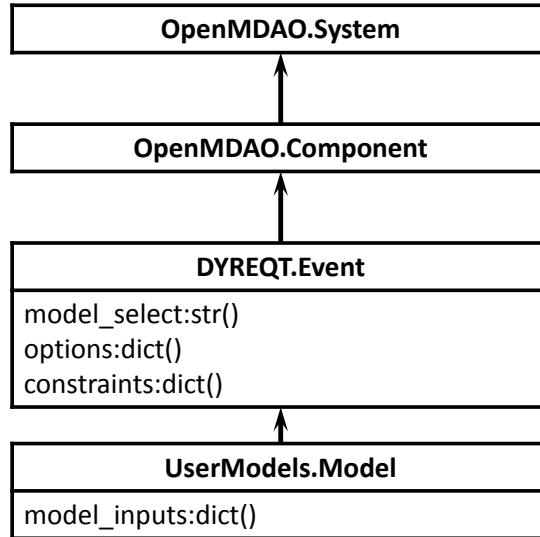 OpenMDAO.System
OpenMDAO.Component
DYREQT.Event
model_select:str()
options:dict()
constraints:dict()
UserModels.Model
model_inputs:dict()